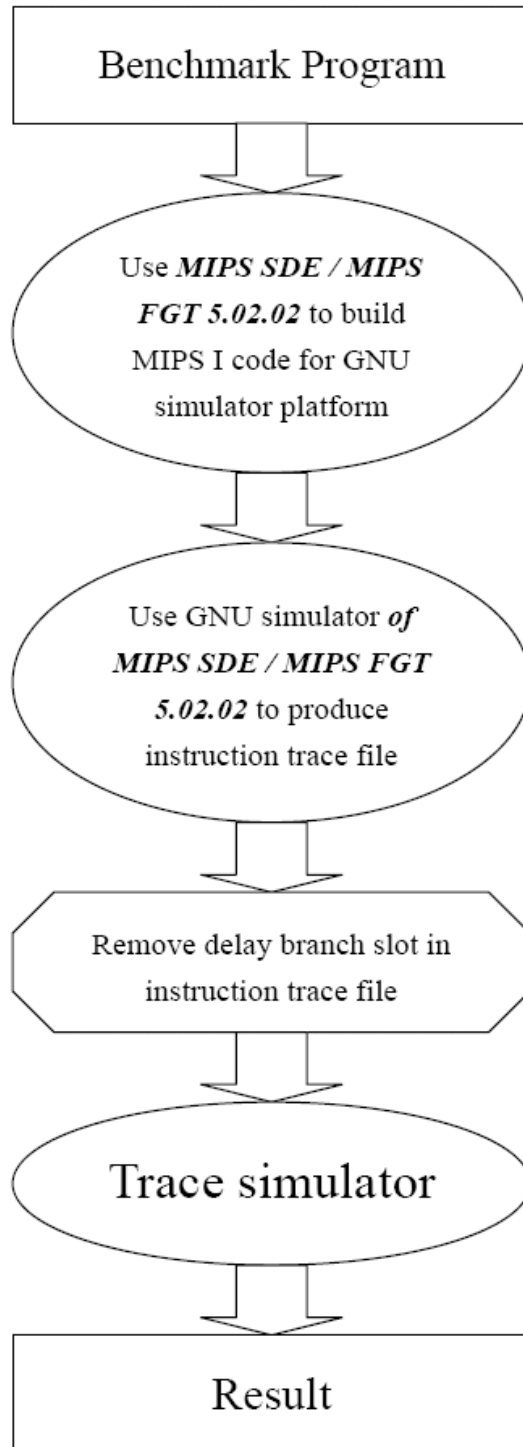 Benchmark Program
Use MIPS SDE / MIPS
FGT 5.02.02 to build
MIPS I code for GNU
simulator platform
Use GNU simulator of
MIPS SDE / MIPS FGT
5.02.02 to produce
instruction trace file
Remove delay branch slot in
instruction trace file
Trace simulator
Result